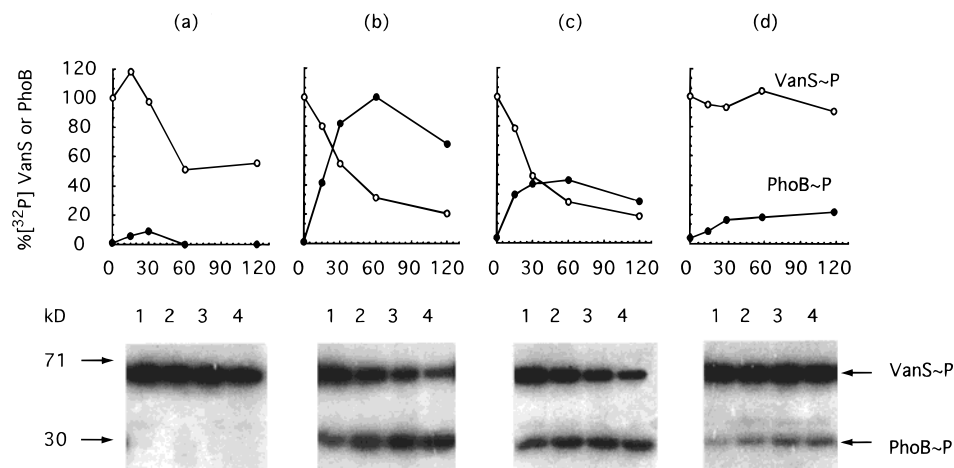 (a) (b) (c) (d)
%[³²P] VanS or PhoB
120
100
80
60
40
20
0
VanS~P
PhoB~P
0 30 60 90 120 0 30 60 90 120 0 30 60 90 120 0 30 60 90 120
kD 1 2 3 4 1 2 3 4 1 2 3 4 1 2 3 4
71
VanS~P
30
PhoB~P